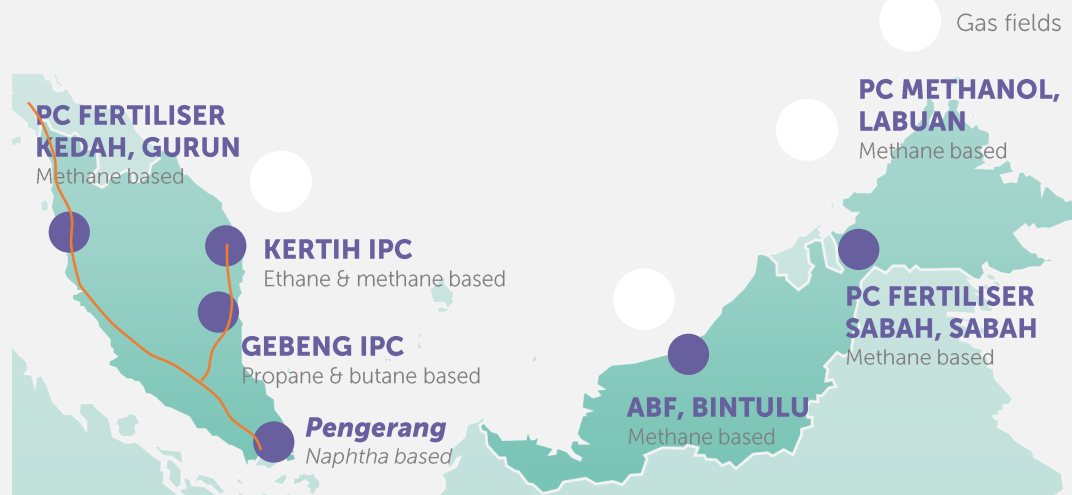 Gas fields
PC FERTILISER
KEDAH, GURUN
Methane based
KERTIH IPC
Ethane & methane based
GEBENG IPC
Propane & butane based
Pengerang
Naphtha based
PC METHANOL,
LABUAN
Methane based
PC FERTILISER
SABAH, SABAH
Methane based
ABF, BINTULU
Methane based